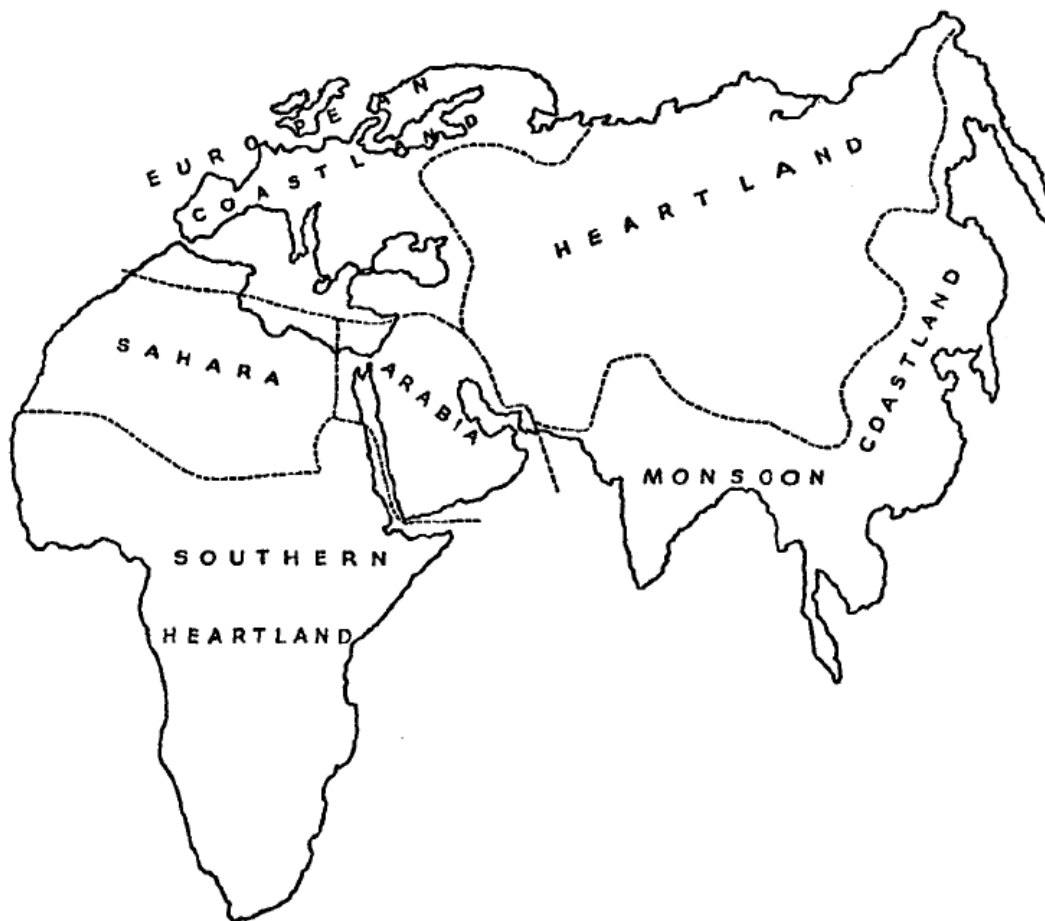 EUROPEAN
COASTLAND
HEARTLAND
SAHARA
ARABIA
MONSOON
COASTLAND
SOUTHERN
HEARTLAND